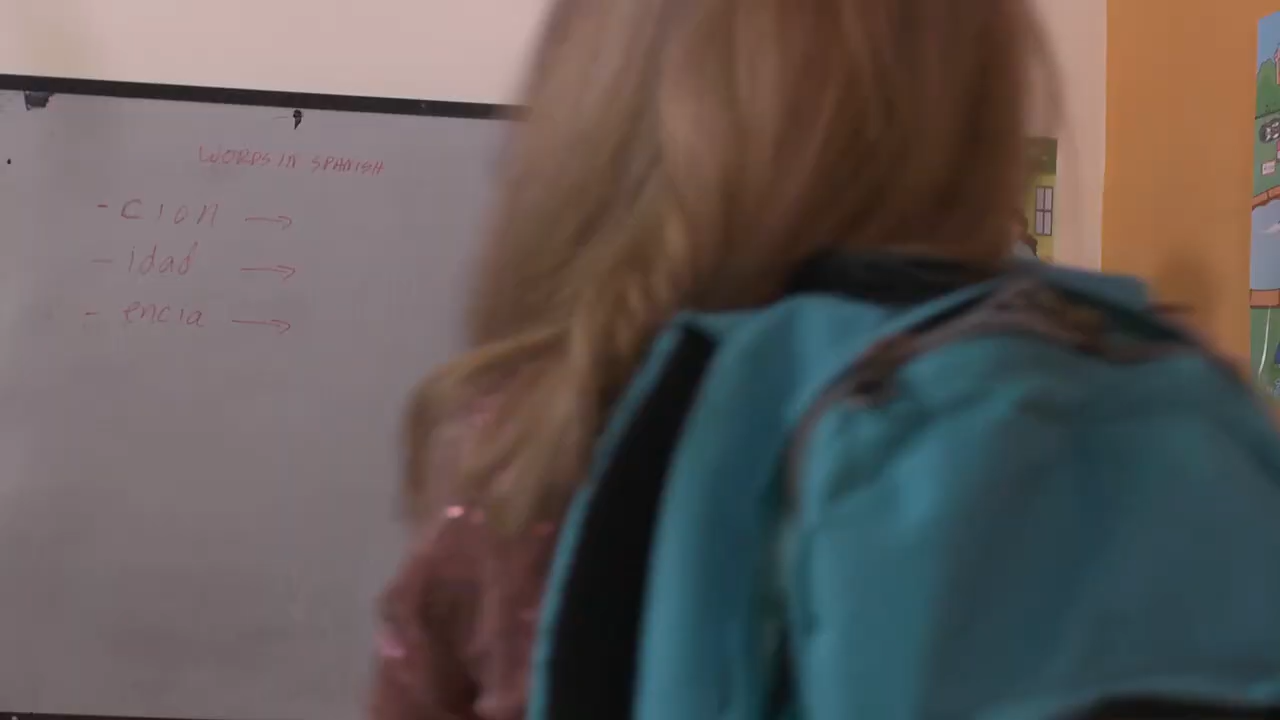 WORDS IN SPANISH
- cion →
- idad →
- encia →